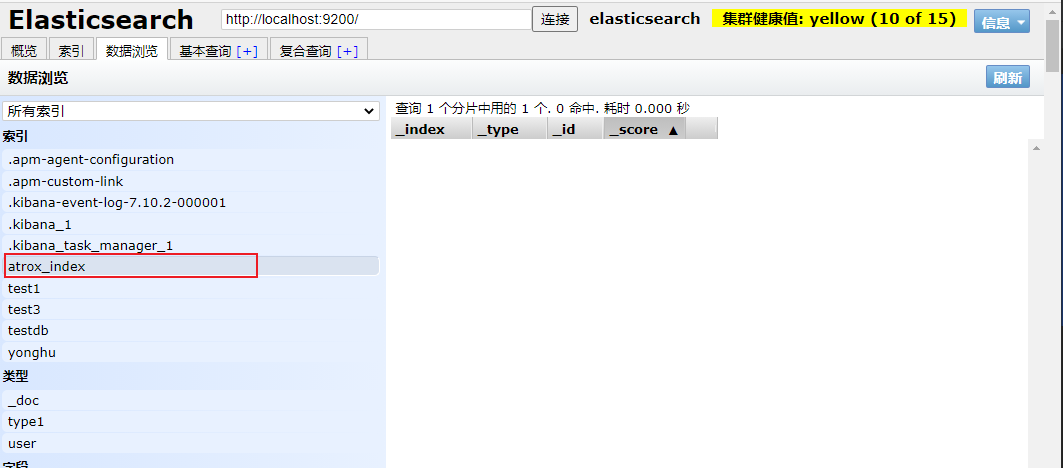 Elasticsearch http://localhost:9200/ 连接 elasticsearch 集群健康值: yellow (10 of 15) 信息
概览 索引 数据浏览 基本查询 [+] 复合查询 [+]
数据浏览 刷新
所有索引
索引
.apm-agent-configuration
.apm-custom-link
.kibana-event-log-7.10.2-000001
.kibana_1
.kibana_task_manager_1
atrox_index
test1
test3
testdb
yonghu
类型
_doc
type1
user
字段
查询 1 个分片中用的 1 个. 0 命中. 耗时 0.000 秒
_index _type _id _score ▲